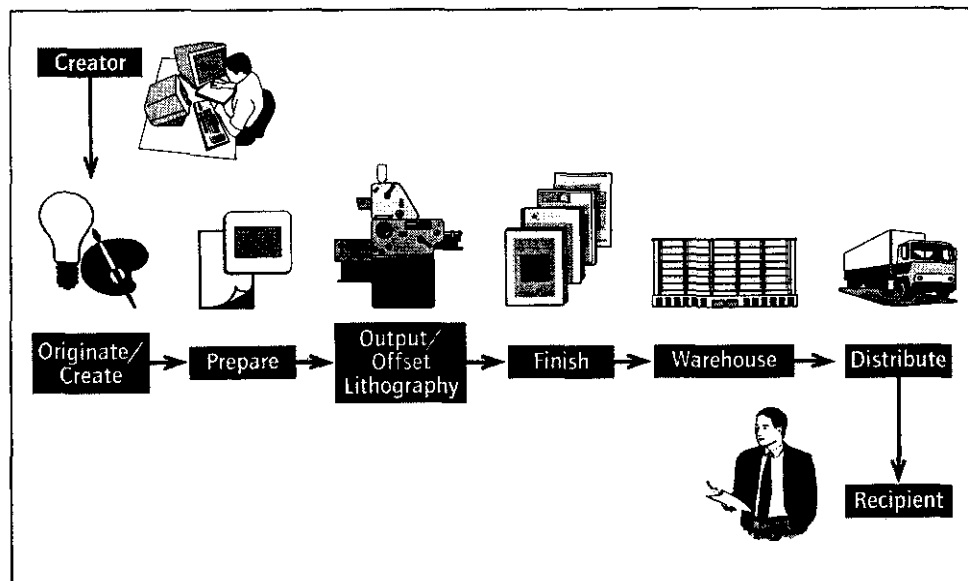 Creator
Originate/
Create
Prepare
Output/
Offset
Lithography
Finish
Warehouse
Distribute
Recipient